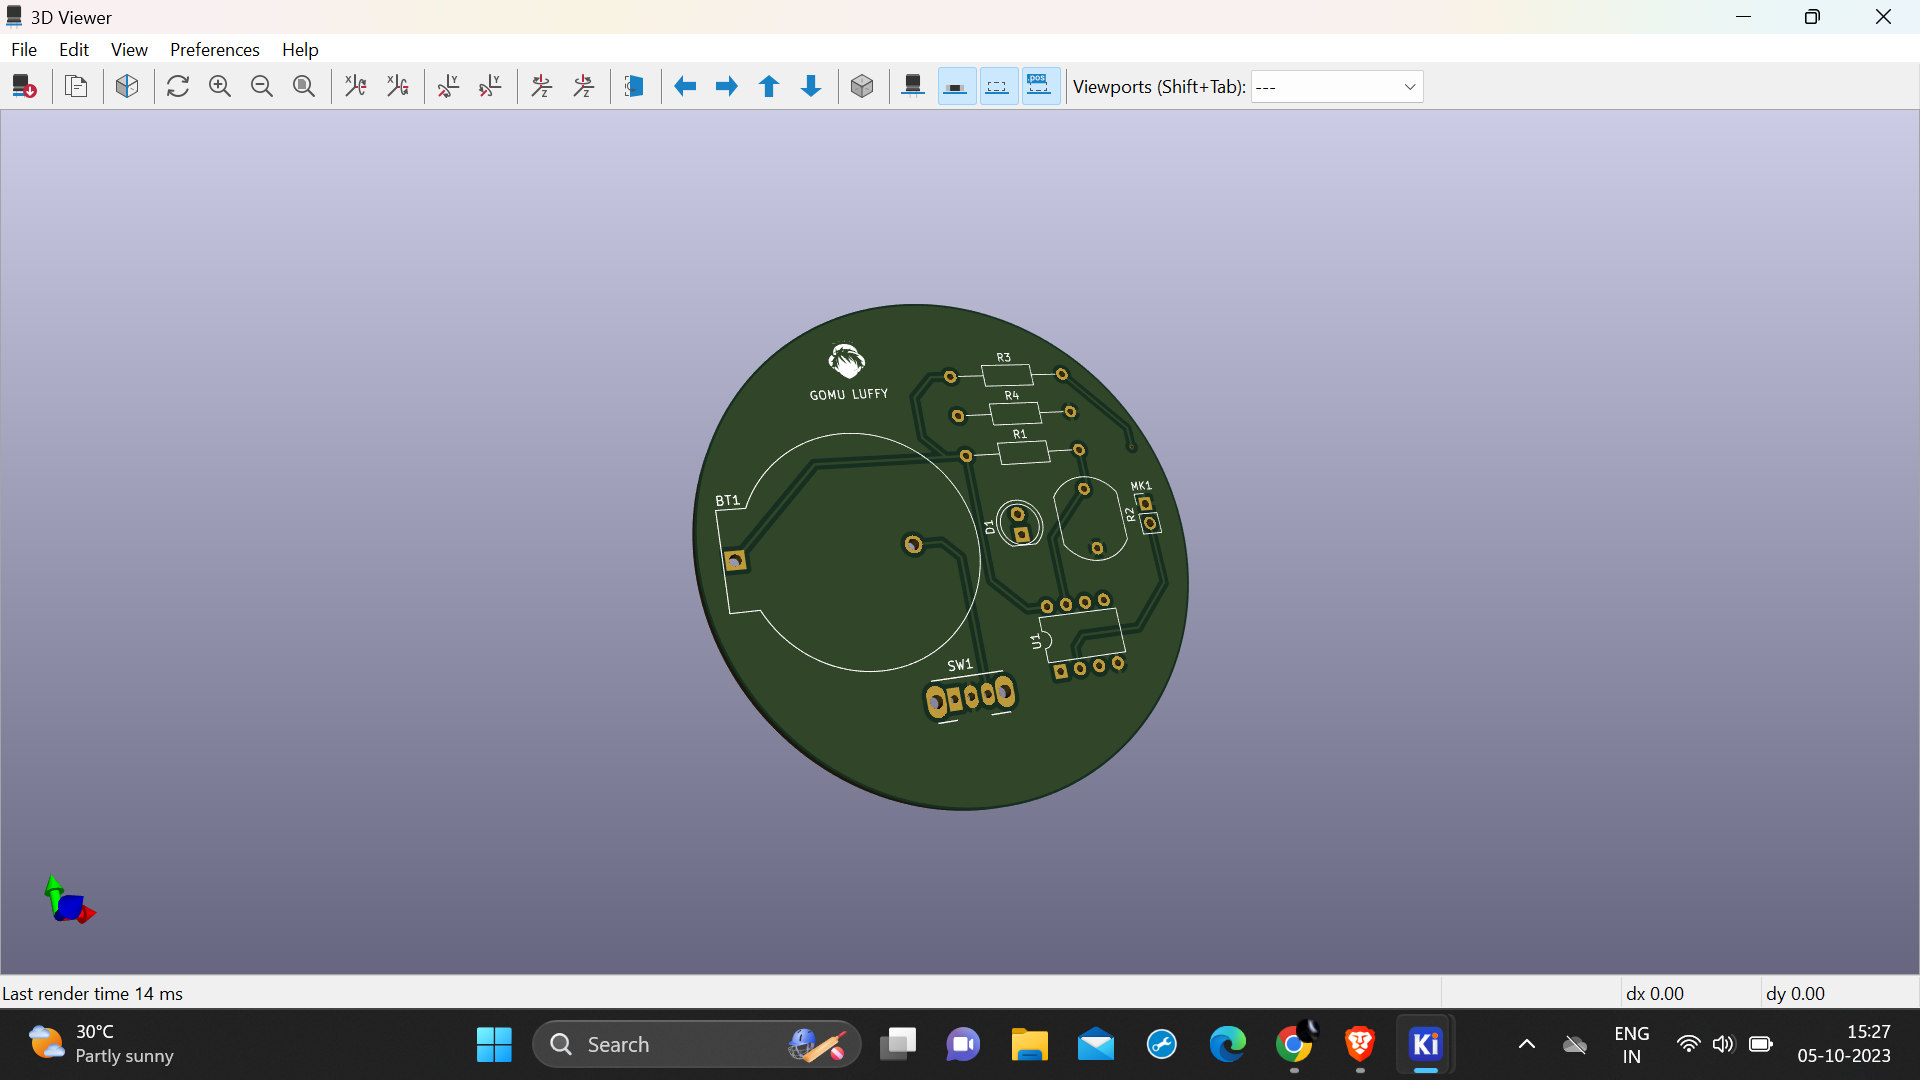 3D Viewer
File Edit View Preferences Help
.pos
Viewports (Shift+Tab): ---
GOMU LUFFY
R3
R4
R1
BT1
MK1
R2
D1
U1
SW1
Last render time 14 ms
dx 0.00
dy 0.00
30°C
Partly sunny
Search
Ki
ENG
IN
15:27
05-10-2023